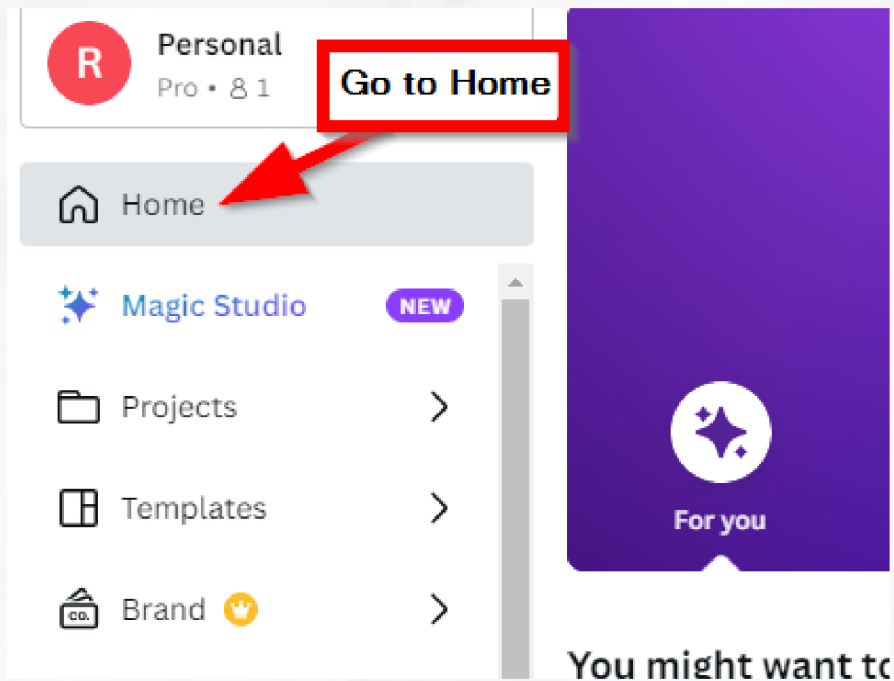 R
Personal
Pro • 1
Go to Home
Home
Magic Studio
NEW
Projects
Templates
CO.
Brand
For you
You might want to